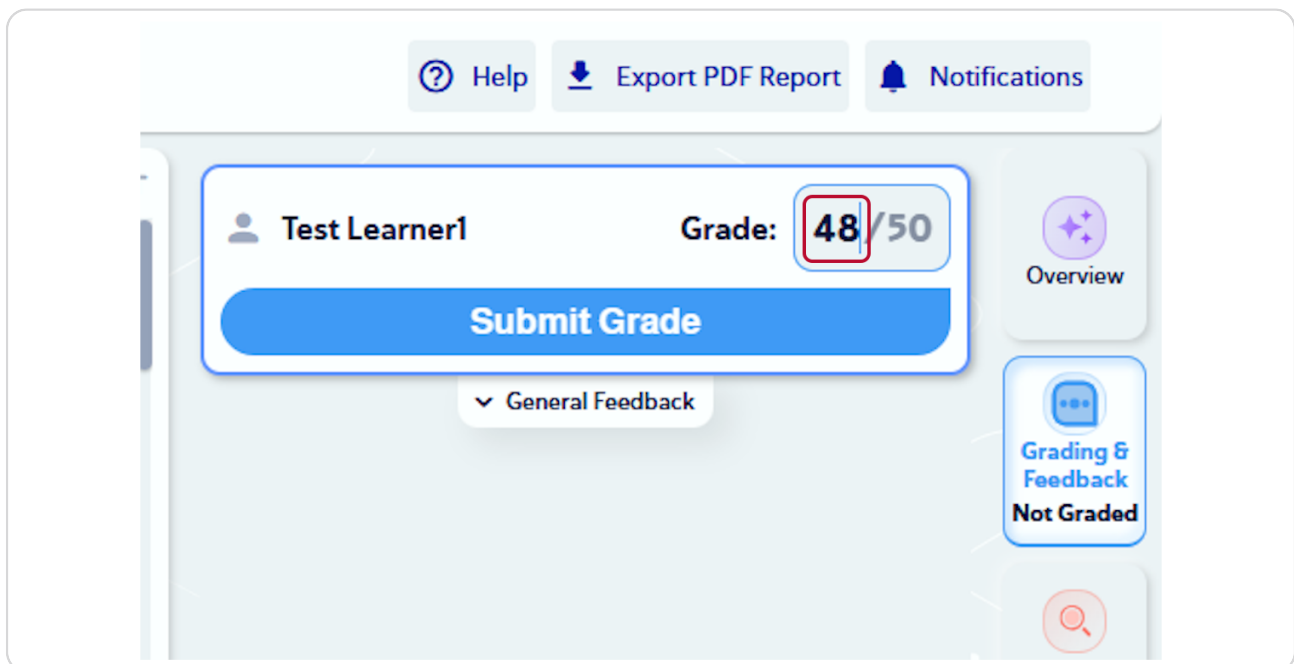 Help
Export PDF Report
Notifications
Test Learner1
Grade: 48/50
Submit Grade
General Feedback
Overview
Grading &
Feedback
Not Graded